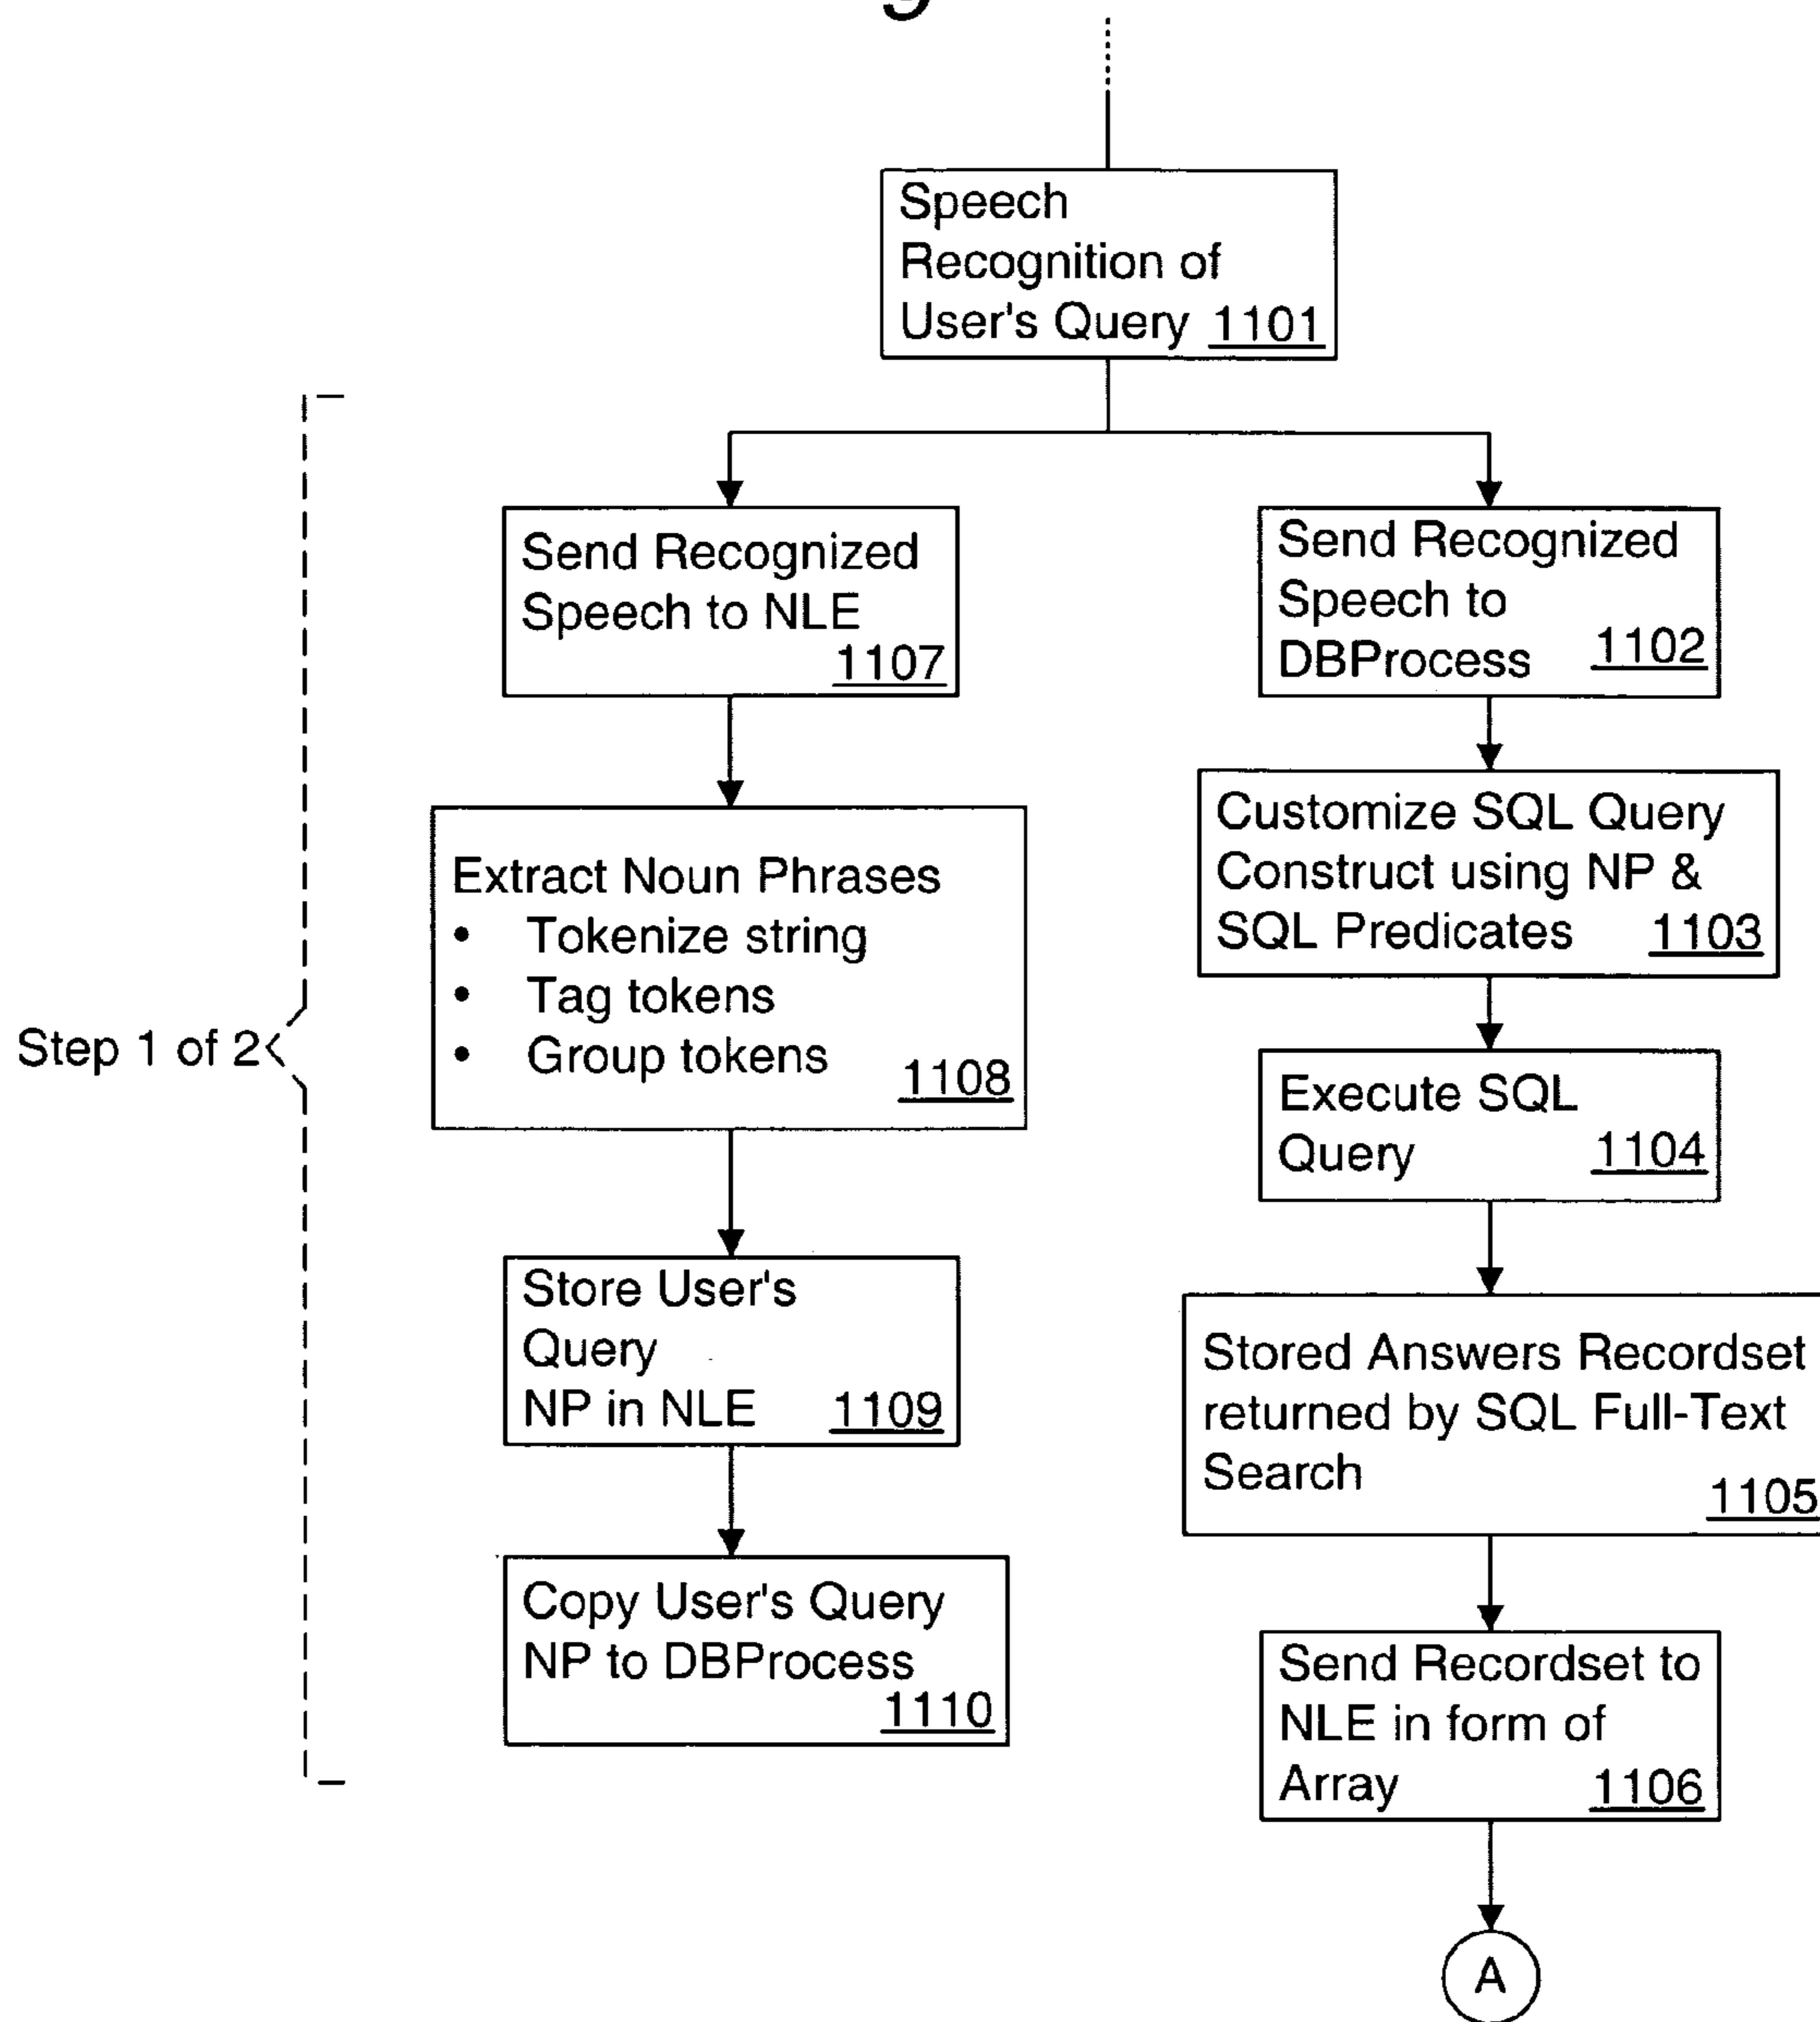 Speech
Recognition of
User's Query 1101
Send Recognized
Speech to NLE
1107
Send Recognized
Speech to
DBProcess 1102
Extract Noun Phrases
• Tokenize string
• Tag tokens
• Group tokens
1108
Customize SQL Query
Construct using NP &
SQL Predicates 1103
Step 1 of 2
Execute SQL
Query 1104
Store User's
Query
NP in NLE 1109
Stored Answers Recordset
returned by SQL Full-Text
Search
1105
Copy User's Query
NP to DBProcess
1110
Send Recordset to
NLE in form of
Array 1106
A